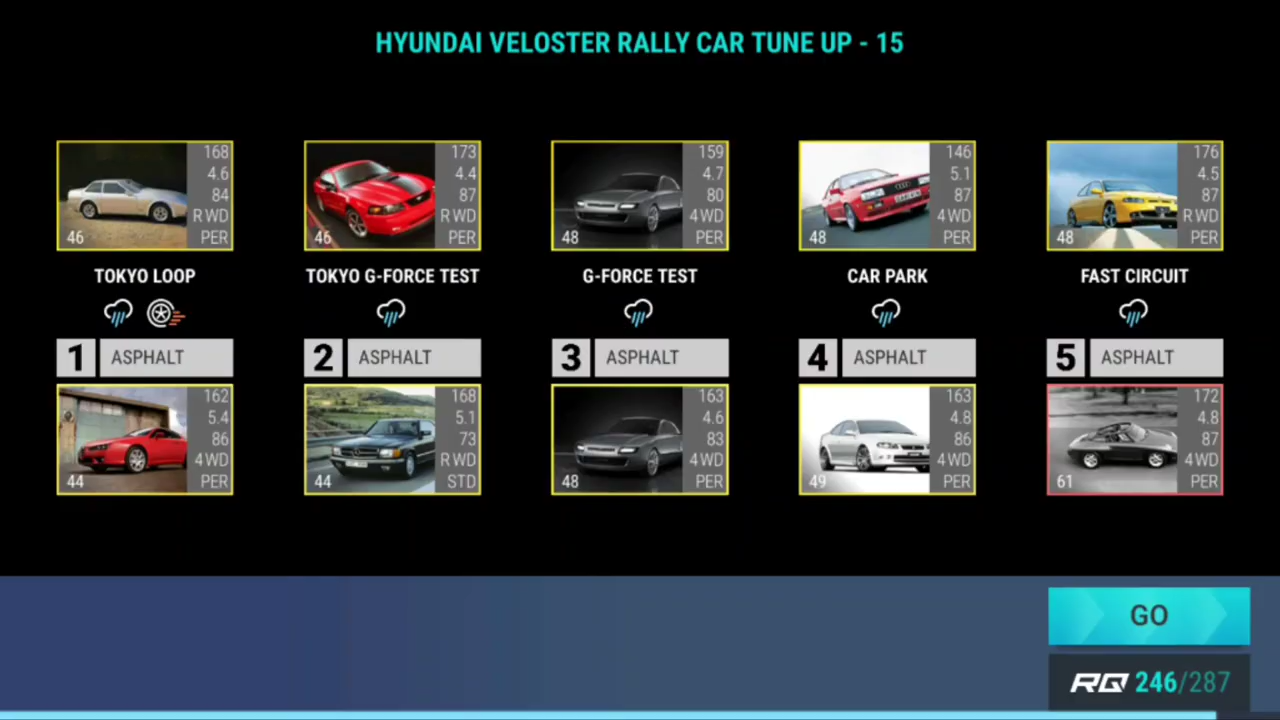 HYUNDAI VELOSTER RALLY CAR TUNE UP - 15
168
4.6
84
RWD
46 PER
173
4.4
87
RWD
46 PER
159
4.7
80
4WD
48 PER
146
5.1
87
4WD
48 PER
176
4.5
87
RWD
48 PER
TOKYO LOOP
TOKYO G-FORCE TEST
G-FORCE TEST
CAR PARK
FAST CIRCUIT
1 ASPHALT
2 ASPHALT
3 ASPHALT
4 ASPHALT
5 ASPHALT
162
5.4
86
4WD
44 PER
168
5.1
73
RWD
44 STD
163
4.6
83
4WD
48 PER
163
4.8
86
4WD
49 PER
172
4.8
87
4WD
61 PER
GO
RQ 246/287